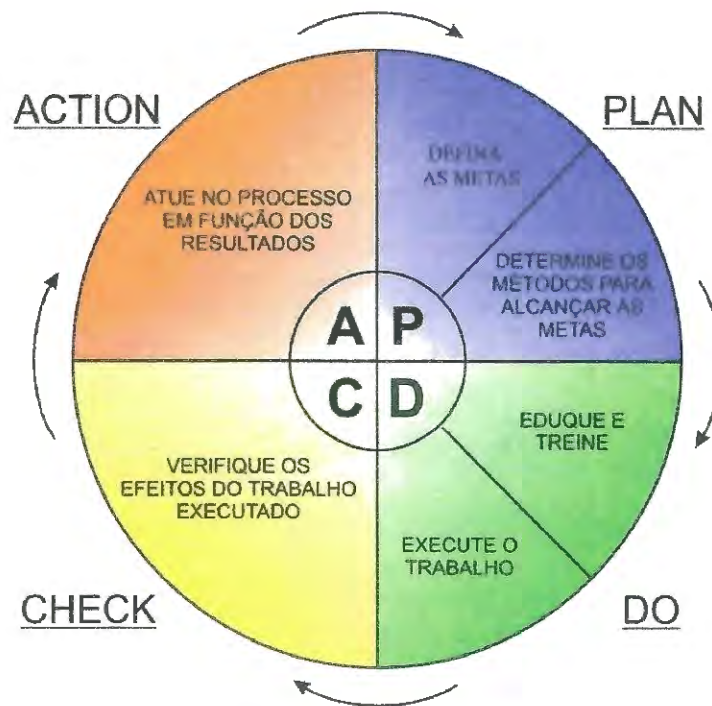 ACTION
PLAN
DEFINA
AS METAS
ATUE NO PROCESSO
EM FUNÇÃO DOS
RESULTADOS
DETERMINE OS
MÉTODOS PARA
ALCANÇAR AS
METAS
A P
C D
EDUQUE E
TREINE
VERIFIQUE OS
EFEITOS DO TRABALHO
EXECUTADO
EXECUTE O
TRABALHO
CHECK
DO